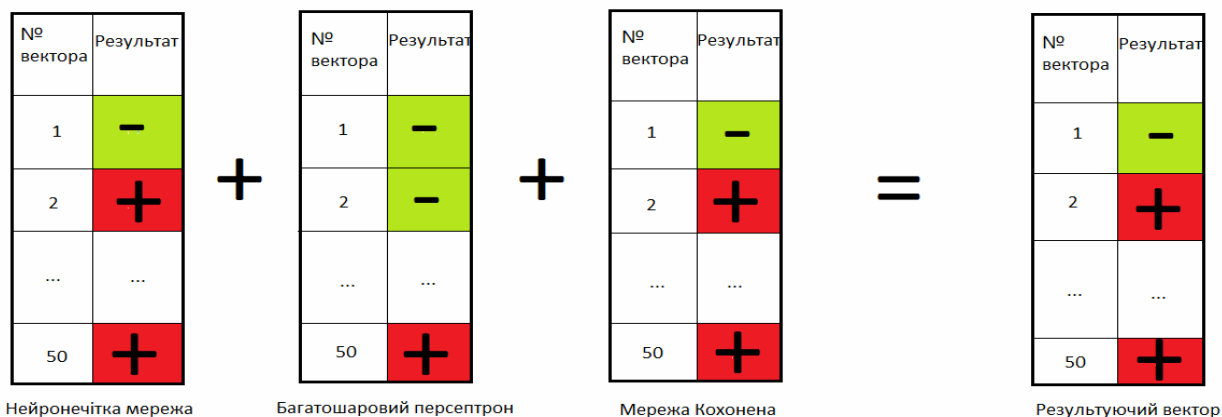 № вектора Результат
1 -
2 +
... ...
50 +
Нейронечітка мережа
+
№ вектора Результат
1 -
2 -
... ...
50 +
Багатошаровий персептрон
+
№ вектора Результат
1 -
2 +
... ...
50 +
Мережа Кохонена
=
№ вектора Результат
1 -
2 +
... ...
50 +
Результуючий вектор